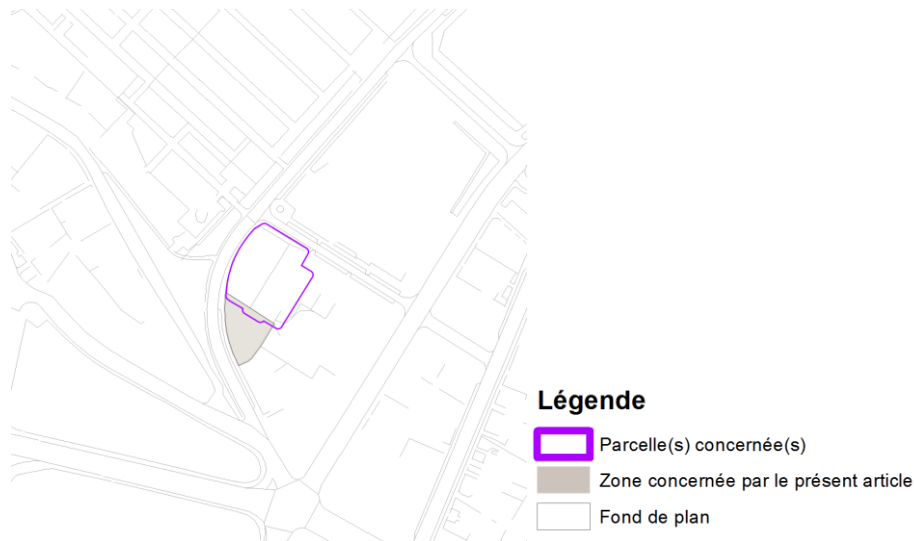 Légende
Parcelle(s) concernée(s)
Zone concernée par le présent article
Fond de plan